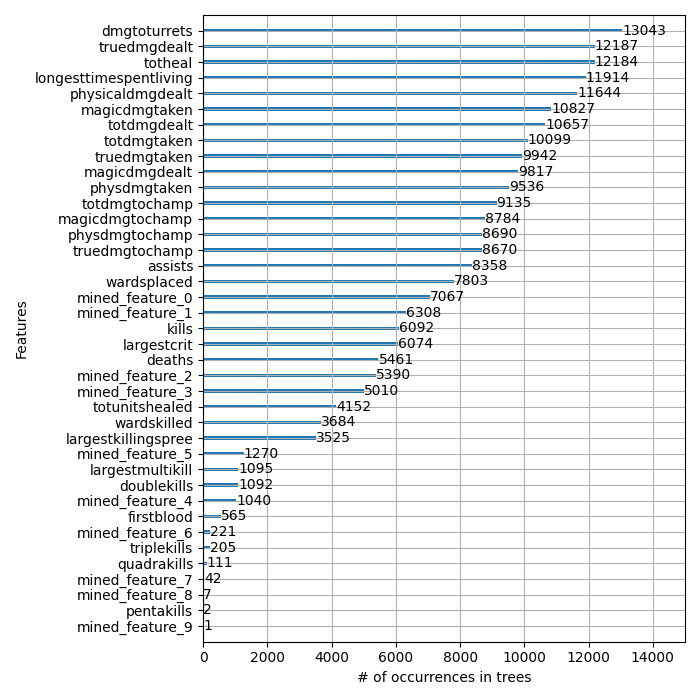 dmgtoturrets 13043
truedmgdealt 12187
totheal 12184
longesttimespentliving 11914
physicaldmgdealt 11644
magicdmgtaken 10827
totdmgdealt 10657
totdmgtaken 10099
truedmgtaken 9942
magicdmgdealt 9817
physdmgtaken 9536
totdmgtochamp 9135
magicdmgtochamp 8784
physdmgtochamp 8690
truedmgtochamp 8670
assists 8358
wardsplaced 7803
mined_feature_0 7067
mined_feature_1 6308
kills 6092
largestcrit 6074
deaths 5461
mined_feature_2 5390
mined_feature_3 5010
totunitshealed 4152
wardskilled 3684
largestkillingspree 3525
mined_feature_5 1270
largestmultikill 1095
doublekills 1092
mined_feature_4 1040
firstblood 565
mined_feature_6 221
triplekills 205
quadrakills 111
mined_feature_7 42
mined_feature_8 7
pentakills 2
mined_feature_9 1
Features
0 2000 4000 6000 8000 10000 12000 14000
# of occurrences in trees